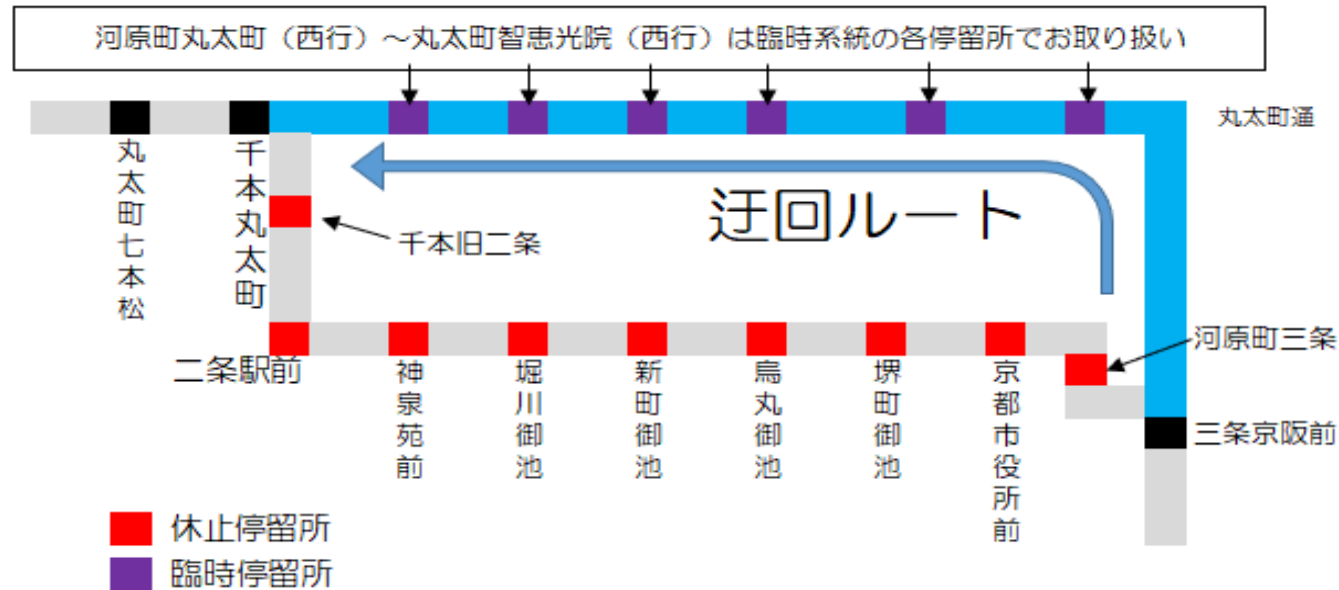 河原町丸太町（西行）～丸太町智恵光院（西行）は臨時系統の各停留所でお取り扱い
丸太町通
丸太町七本松
千本丸太町
迂回ルート
千本旧二条
河原町三条
二条駅前
神泉苑前
堀川御池
新町御池
烏丸御池
堺町御池
京都市役所前
三条京阪前
休止停留所
臨時停留所